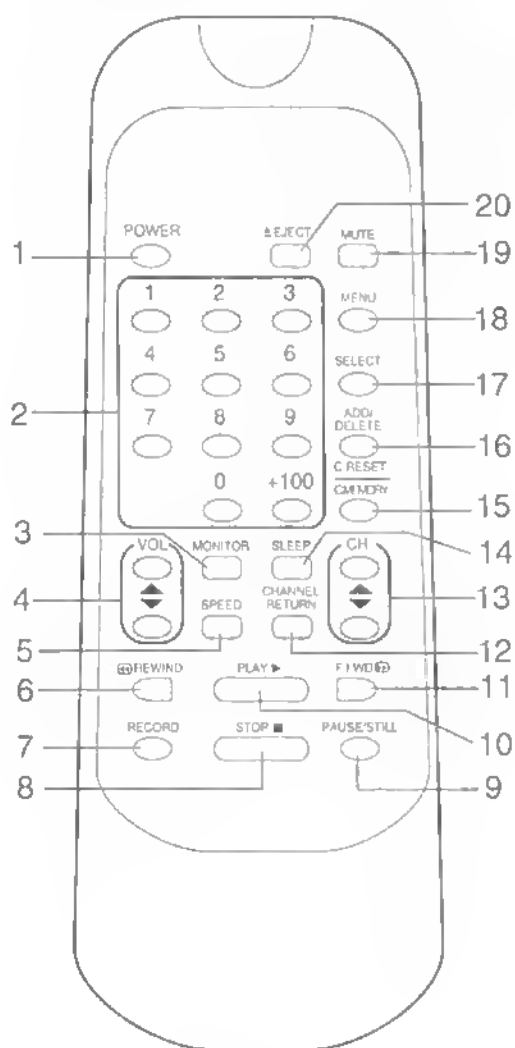 20
POWER
▲EJECT
MUTE
1
19
1 2 3
MENU
18
4 5 6
SELECT
17
2
7 8 9
ADD/
DELETE
16
0 +100
C.RESET
C.MEMORY
15
3
VOL
MONITOR
SLEEP
CH
14
4
13
SPEED
CHANNEL
RETURN
5
12
REWIND
PLAY ▶
F.FWD
6
11
RECORD
STOP ■
PAUSE/STILL
7
10
8
9